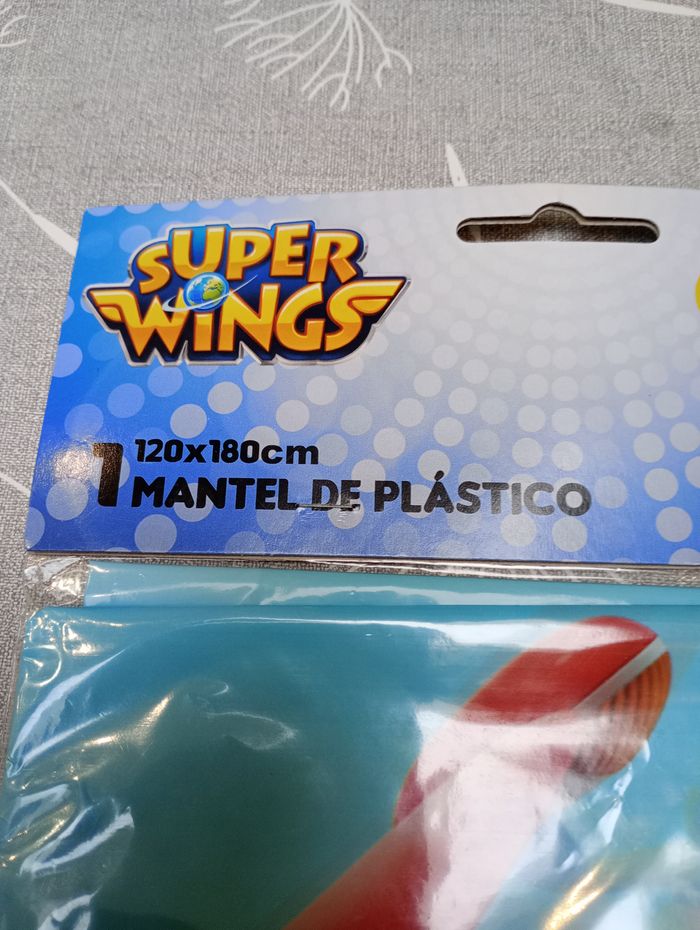 SUPER
WINGS
120x180cm
1 MANTEL DE PLÁSTICO